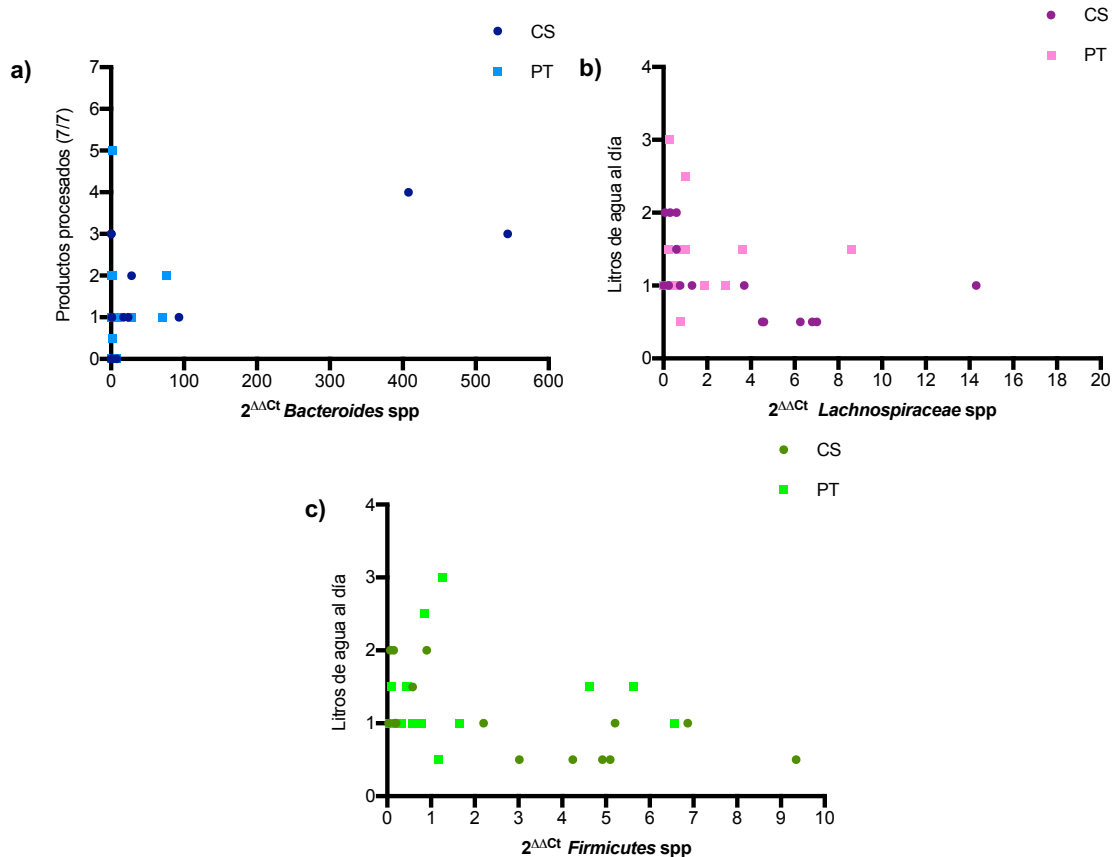 CS
PT
a)
7
6
5
4
3
2
1
0
Productos procesados (7/7)
0 100 200 300 400 500 600
2ΔΔCt Bacteroides spp
CS
PT
b)
4
3
2
1
0
Litros de agua al día
0 2 4 6 8 10 12 14 16 18 20
2ΔΔCt Lachnospiraceae spp
CS
PT
c)
4
3
2
1
0
Litros de agua al día
0 1 2 3 4 5 6 7 8 9 10
2ΔΔCt Firmicutes spp